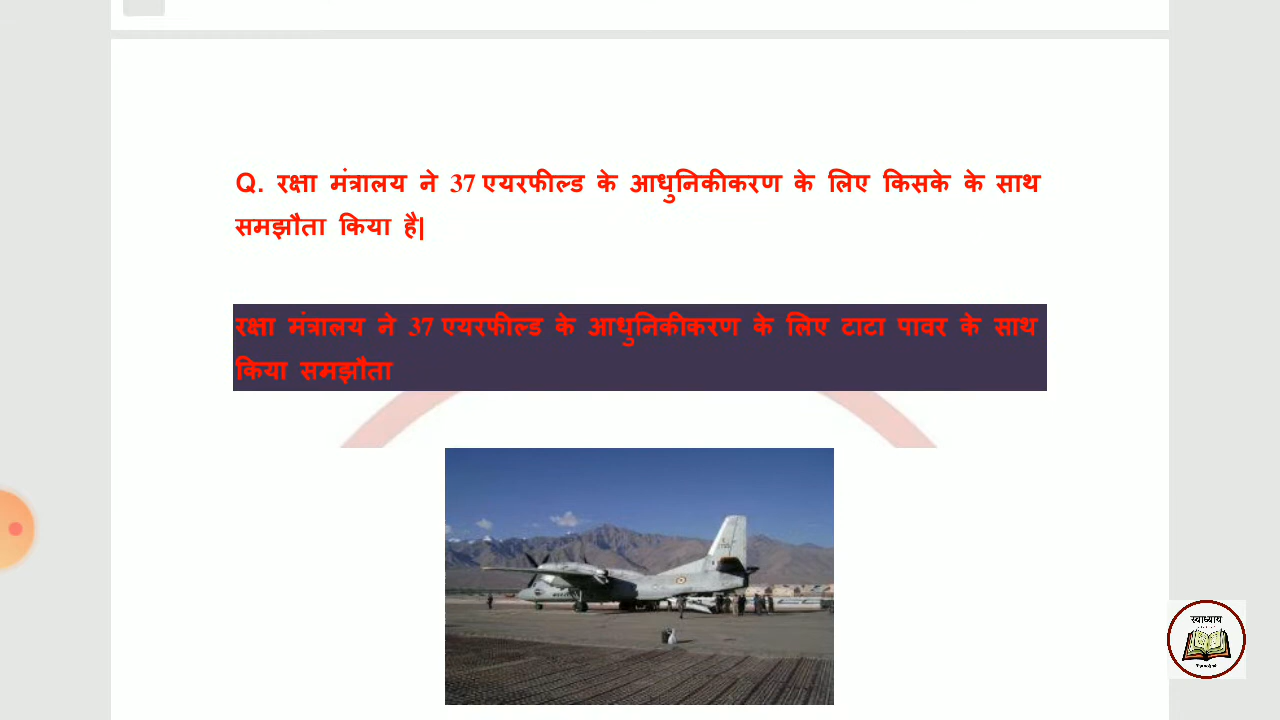 Q. रक्षा मंत्रालय ने 37 एयरफील्ड के आधुनिकीकरण के लिए किसके के साथ
समझौता किया है|
रक्षा मंत्रालय ने 37 एयरफील्ड के आधुनिकीकरण के लिए टाटा पावर के साथ
किया समझौता
स्वाध्याय